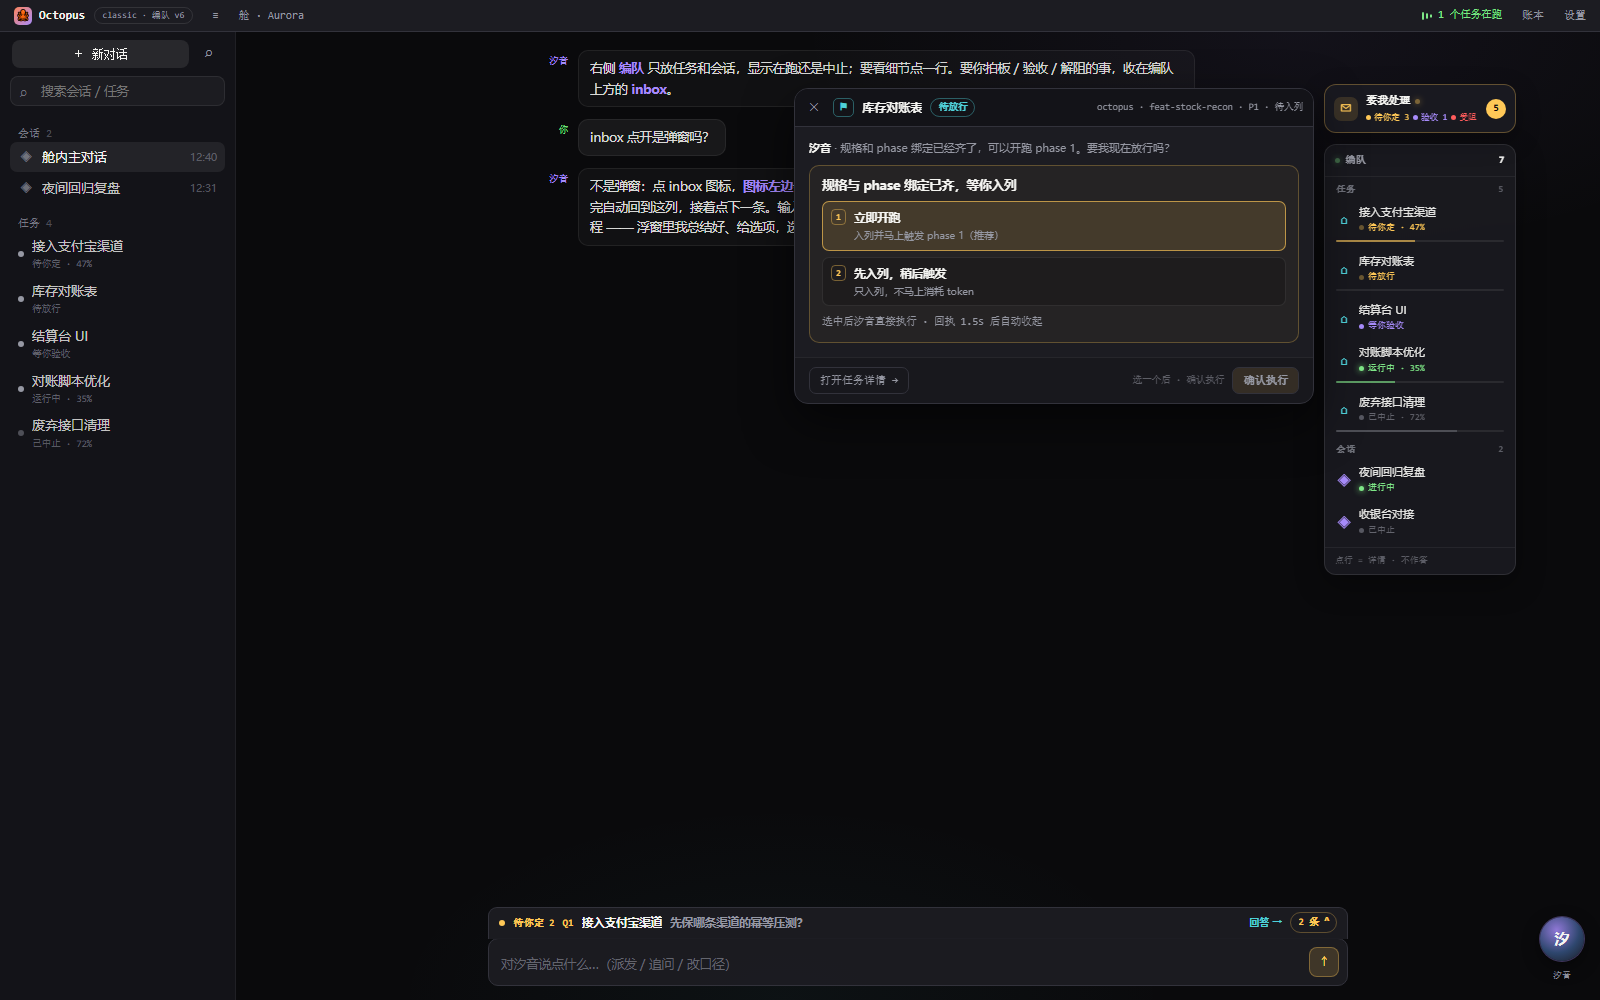 Octopus
classic · 编队 v6
≡
舱 · Aurora
1 个任务在跑
账本
设置
+ 新对话
搜索会话 / 任务
会话 2
舱内主对话 12:40
夜间回归复盘 12:31
任务 4
接入支付宝渠道
待你定 · 47%
库存对账表
待放行
结算台 UI
等你验收
对账脚本优化
运行中 · 35%
废弃接口清理
已中止 · 72%
汐音
右侧 编队 只放任务和会话，显示在跑还是中止；要看细节点一行。要你拍板 / 验收 / 解阻的事，收在编队
上方的 inbox。
你
inbox 点开是弹窗吗？
汐音
不是弹窗：点 inbox 图标，图标左边
完自动回到这列，接着点下一条。输
程 —— 浮窗里我总结好、给选项，选
库存对账表 待放行
octopus · feat-stock-recon · P1 · 待入列
汐音 · 规格和 phase 绑定已经齐了，可以开跑 phase 1。要我现在放行吗？
规格与 phase 绑定已齐，等你入列
1 立即开跑
入列并马上触发 phase 1（推荐）
2 先入列，稍后触发
只入列，不马上消耗 token
选中后汐音直接执行 · 回执 1.5s 后自动收起
打开任务详情 →
选一个后 · 确认执行
确认执行
要我处理
待你定 3 验收 1 受阻
5
编队 7
任务 5
接入支付宝渠道
待你定 · 47%
库存对账表
待放行
结算台 UI
等你验收
对账脚本优化
运行中 · 35%
废弃接口清理
已中止 · 72%
会话 2
夜间回归复盘
进行中
收银台对接
已中止
点行 = 详情 · 不作答
待你定 2 Q1 接入支付宝渠道 先保哪条渠道的幂等压测？
回答 →
2 条 ^
对汐音说点什么…（派发 / 追问 / 改口径）
↑
汐
汐音